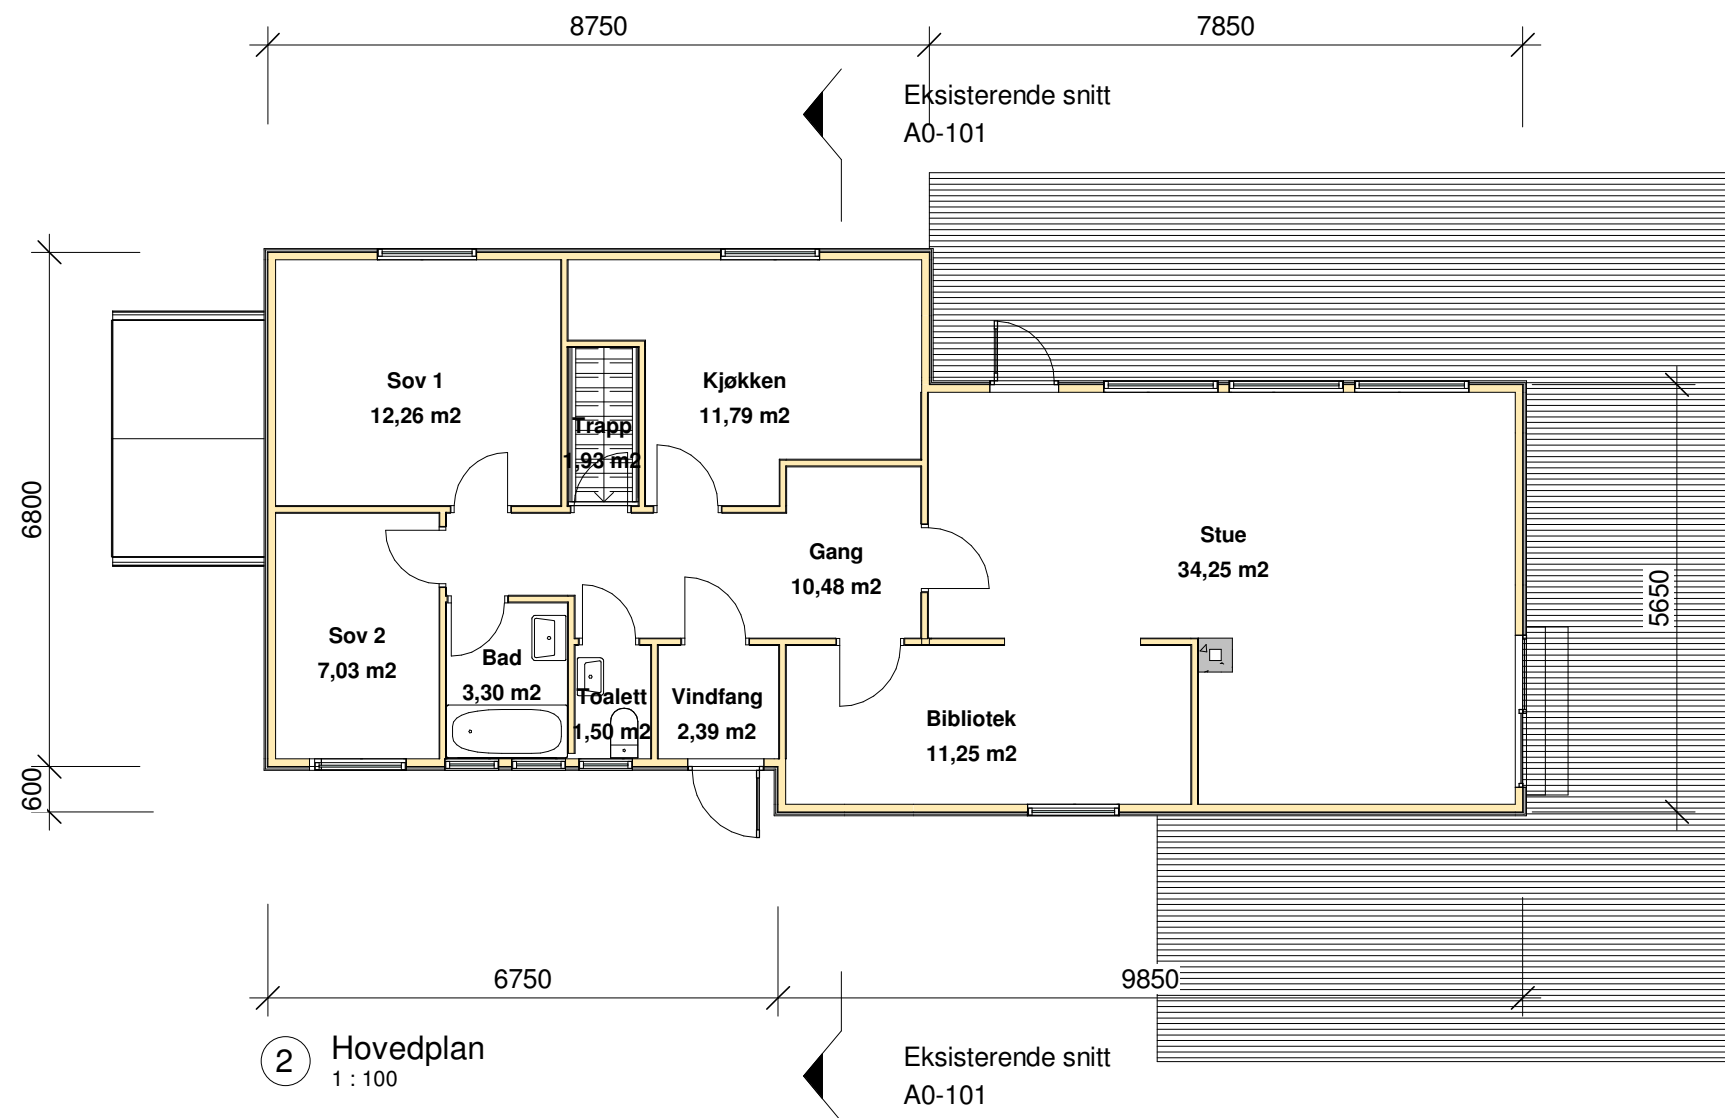 8750
7850
Eksisterende snitt
A0-101
Sov 1
12,26 m2
Kjøkken
11,79 m2
Trapp
1,93 m2
6800
Gang
10,48 m2
Stue
34,25 m2
5650
Sov 2
7,03 m2
Bad
3,30 m2
Toalett
1,50 m2
Vindfang
2,39 m2
Bibliotek
11,25 m2
600
6750
9850
2
Hovedplan
1 : 100
Eksisterende snitt
A0-101